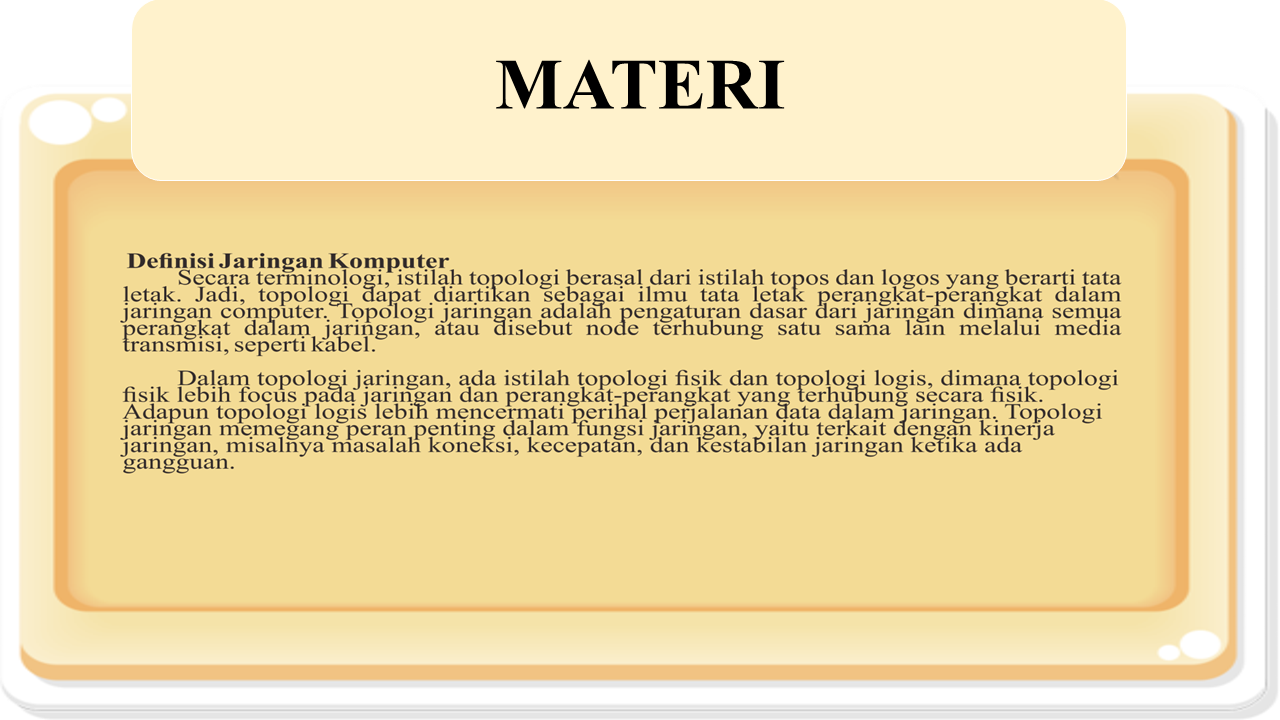 MATERI
Definisi Jaringan Komputer
Secara terminologi, istilah topologi berasal dari istilah topos dan logos yang berarti tata
letak. Jadi, topologi dapat diartikan sebagai ilmu tata letak perangkat-perangkat dalam
jaringan computer. Topologi jaringan adalah pengaturan dasar dari jaringan dimana semua
perangkat dalam jaringan, atau disebut node terhubung satu sama lain melalui media
transmisi, seperti kabel.
Dalam topologi jaringan, ada istilah topologi fisik dan topologi logis, dimana topologi
fisik lebih focus pada jaringan dan perangkat-perangkat yang terhubung secara fisik.
Adapun topologi logis lebih mencermati perihal perjalanan data dalam jaringan. Topologi
jaringan memegang peran penting dalam fungsi jaringan, yaitu terkait dengan kinerja
jaringan, misalnya masalah koneksi, kecepatan, dan kestabilan jaringan ketika ada
gangguan.